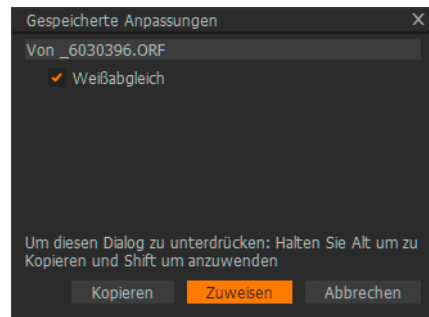 Gespeicherte Anpassungen
Von _6030396.ORF
Weißabgleich
Um diesen Dialog zu unterdrücken: Halten Sie Alt um zu
Kopieren und Shift um anzuwenden
Kopieren Zuweisen Abbrechen